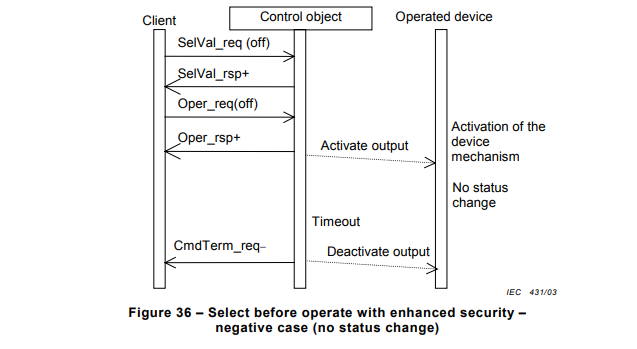 Client
Control object
Operated device
SelVal_req (off)
SelVal_rsp+
Oper_req(off)
Oper_rsp+
Activate output
Activation of the
device
mechanism
No status
change
Timeout
CmdTerm_req–
Deactivate output
IEC 431/03
Figure 36 – Select before operate with enhanced security –
negative case (no status change)